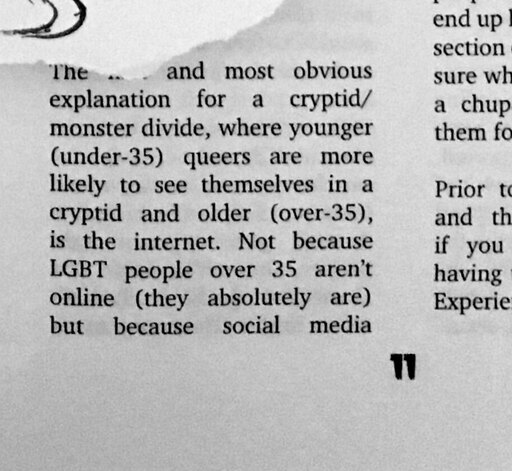 The and most obvious
explanation for a cryptid/
monster divide, where younger
(under-35) queers are more
likely to see themselves in a
cryptid and older (over-35),
is the internet. Not because
LGBT people over 35 aren't
online (they absolutely are)
but because social media
end up
section
sure wh
a chup
them fo
Prior to
and th
if you
having
Experie
11